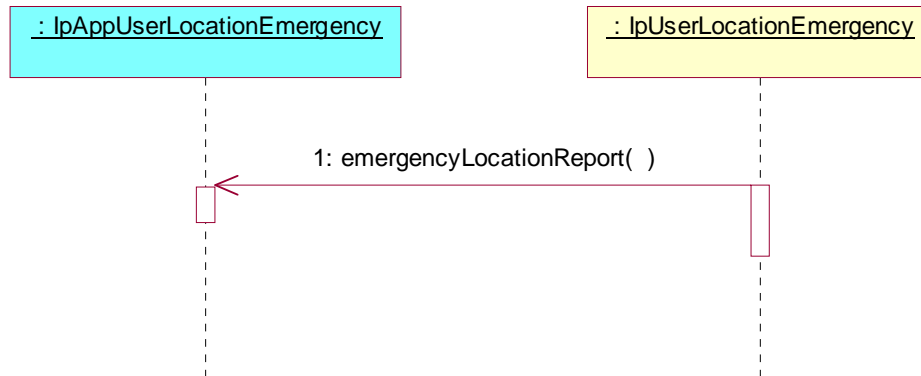 : IpAppUserLocationEmergency
: IpUserLocationEmergency
1: emergencyLocationReport( )